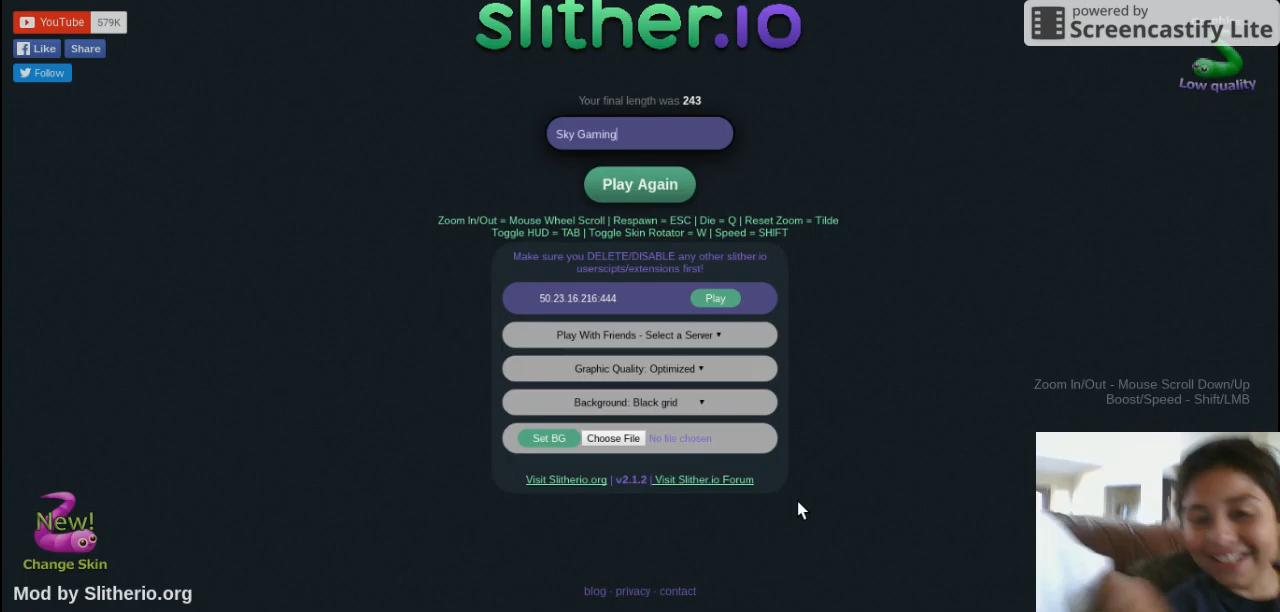 slither.io
YouTube 579K
Like Share
Follow
powered by
Screencastify Lite
Low quality
Your final length was 243
Sky Gaming
Play Again
Zoom In/Out = Mouse Wheel Scroll | Respawn = ESC | Die = Q | Reset Zoom = Tilde
Toggle HUD = TAB | Toggle Skin Rotator = W | Speed = SHIFT
Make sure you DELETE/DISABLE any other slither io
userscipts/extensions first!
50.23.16.216:444 Play
Play With Friends - Select a Server
Graphic Quality: Optimized
Background: Black grid
Zoom In/Out - Mouse Scroll Down/Up
Boost/Speed - Shift/LMB
Set BG Choose File No file chosen
Visit Slitherio.org | v2.1.2 | Visit Slither.io Forum
New!
Change Skin
Mod by Slitherio.org
blog · privacy · contact